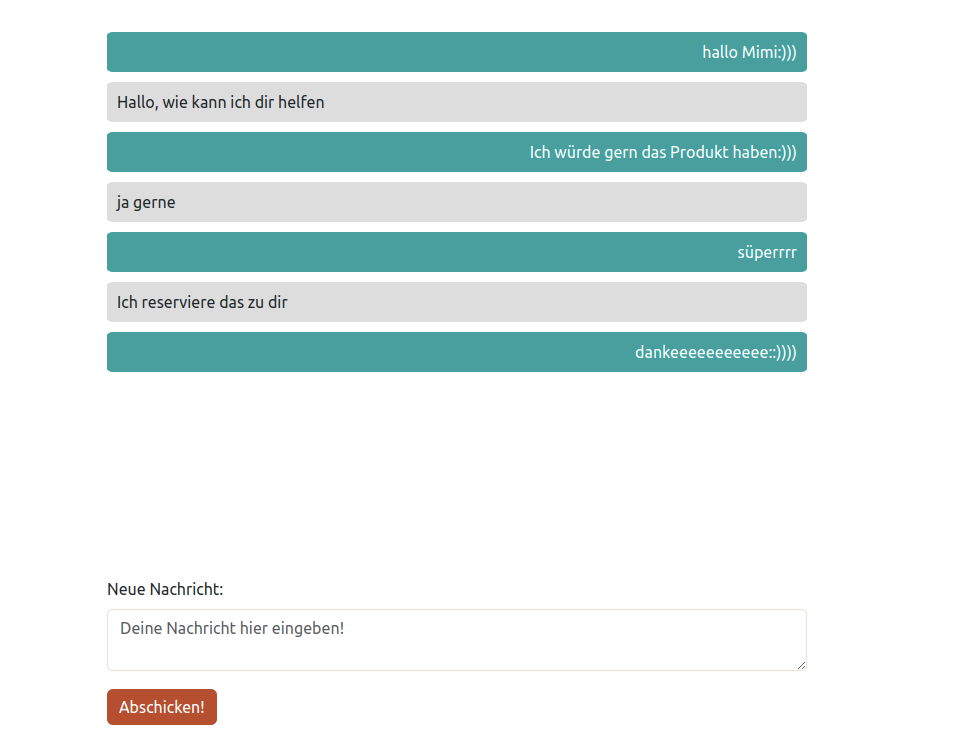 hallo Mimi:)))
Hallo, wie kann ich dir helfen
Ich würde gern das Produkt haben:)))
ja gerne
süperrrr
Ich reserviere das zu dir
dankeeeeeeeeeee::))))
Neue Nachricht:
Deine Nachricht hier eingeben!
Abschicken!